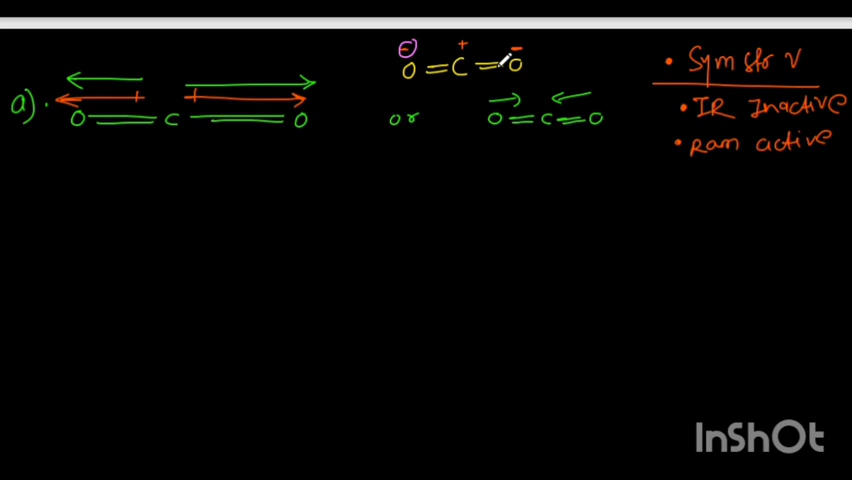 ⊖ + -
O = C = O
• Sym str ν
a). O = C = O or O = C = O
• IR Inactive
• ram active
InShOt